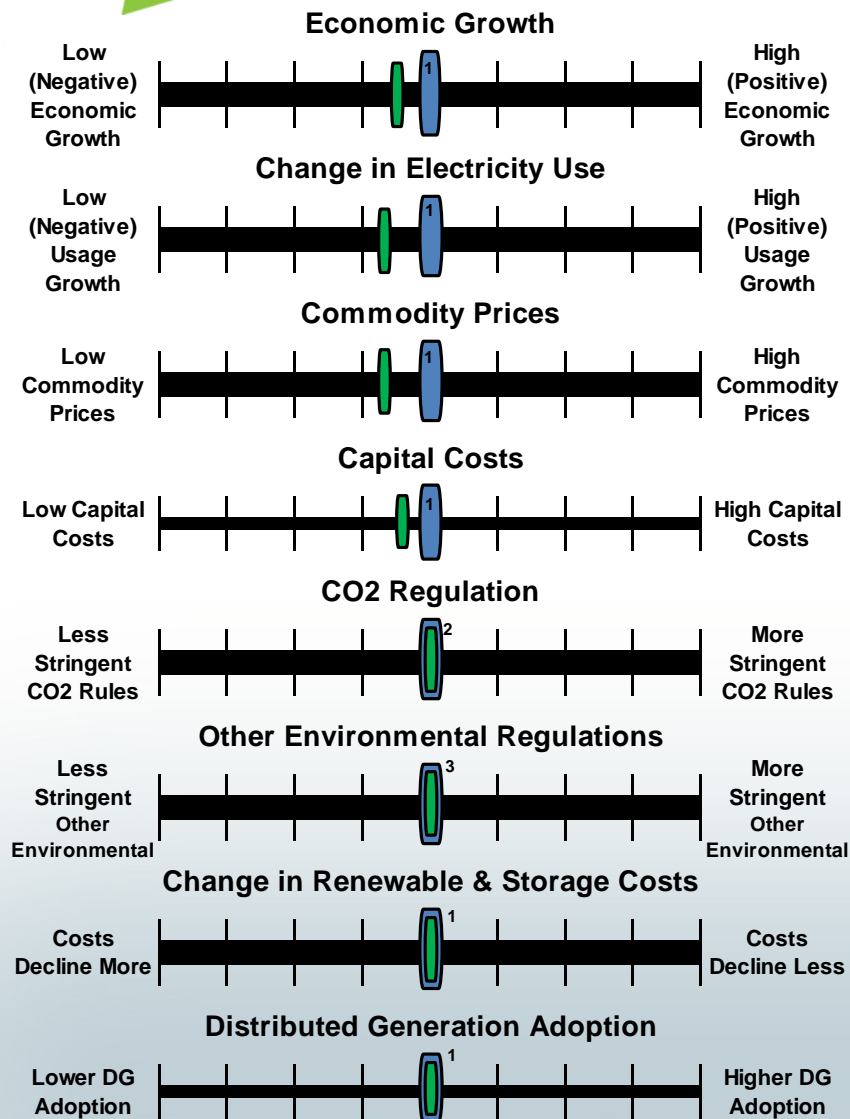 Economic Growth
Low
(Negative)
Economic
Growth
1
High
(Positive)
Economic
Growth
Change in Electricity Use
Low
(Negative)
Usage
Growth
1
High
(Positive)
Usage
Growth
Commodity Prices
Low
Commodity
Prices
1
High
Commodity
Prices
Capital Costs
Low Capital
Costs
1
High Capital
Costs
CO2 Regulation
Less
Stringent
CO2 Rules
2
More
Stringent
CO2 Rules
Other Environmental Regulations
Less
Stringent
Other
Environmental
3
More
Stringent
Other
Environmental
Change in Renewable & Storage Costs
Costs
Decline More
1
Costs
Decline Less
Distributed Generation Adoption
Lower DG
Adoption
1
Higher DG
Adoption